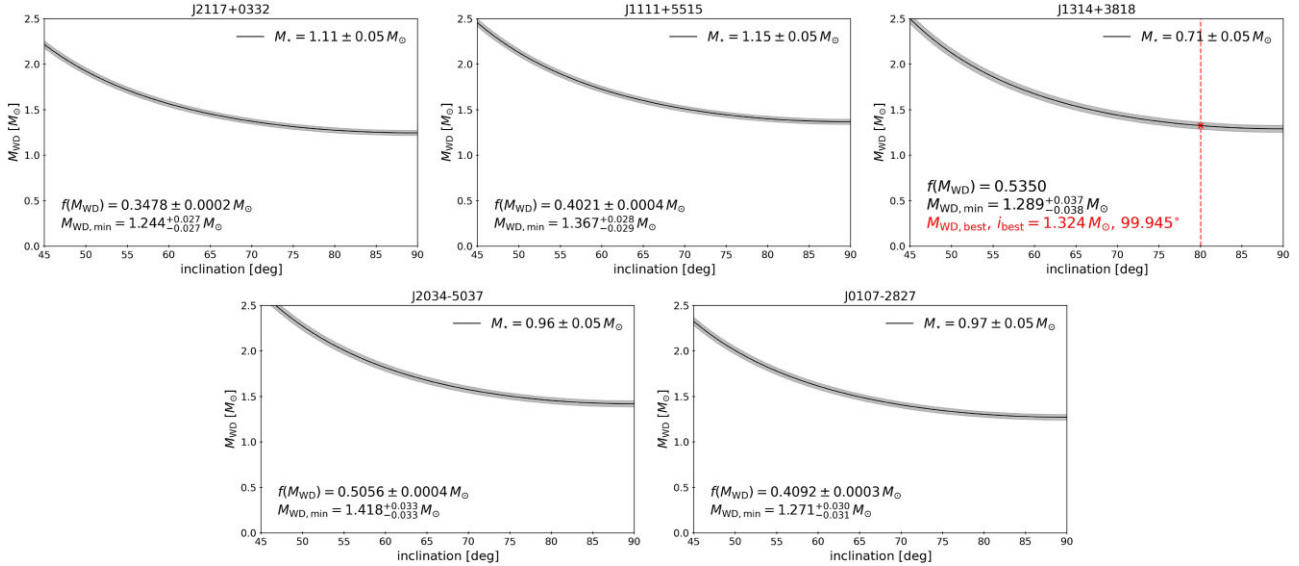 J2117+0332
M⋆ = 1.11 ± 0.05 M⊙
2.5
2.0
1.5
1.0
0.5
0.0
M_WD [M⊙]
f(M_WD) = 0.3478 ± 0.0002 M⊙
M_WD, min = 1.244 +0.027 −0.027 M⊙
45 50 55 60 65 70 75 80 85 90
inclination [deg]
J1111+5515
M⋆ = 1.15 ± 0.05 M⊙
2.5
2.0
1.5
1.0
0.5
0.0
M_WD [M⊙]
f(M_WD) = 0.4021 ± 0.0004 M⊙
M_WD, min = 1.367 +0.028 −0.029 M⊙
45 50 55 60 65 70 75 80 85 90
inclination [deg]
J1314+3818
M⋆ = 0.71 ± 0.05 M⊙
2.5
2.0
1.5
1.0
0.5
0.0
M_WD [M⊙]
f(M_WD) = 0.5350
M_WD, min = 1.289 +0.037 −0.038 M⊙
M_WD, best, i_best = 1.324 M⊙, 99.945°
45 50 55 60 65 70 75 80 85 90
inclination [deg]
J2034-5037
M⋆ = 0.96 ± 0.05 M⊙
2.5
2.0
1.5
1.0
0.5
0.0
M_WD [M⊙]
f(M_WD) = 0.5056 ± 0.0004 M⊙
M_WD, min = 1.418 +0.033 −0.033 M⊙
45 50 55 60 65 70 75 80 85 90
inclination [deg]
J0107-2827
M⋆ = 0.97 ± 0.05 M⊙
2.5
2.0
1.5
1.0
0.5
0.0
M_WD [M⊙]
f(M_WD) = 0.4092 ± 0.0003 M⊙
M_WD, min = 1.271 +0.030 −0.031 M⊙
45 50 55 60 65 70 75 80 85 90
inclination [deg]